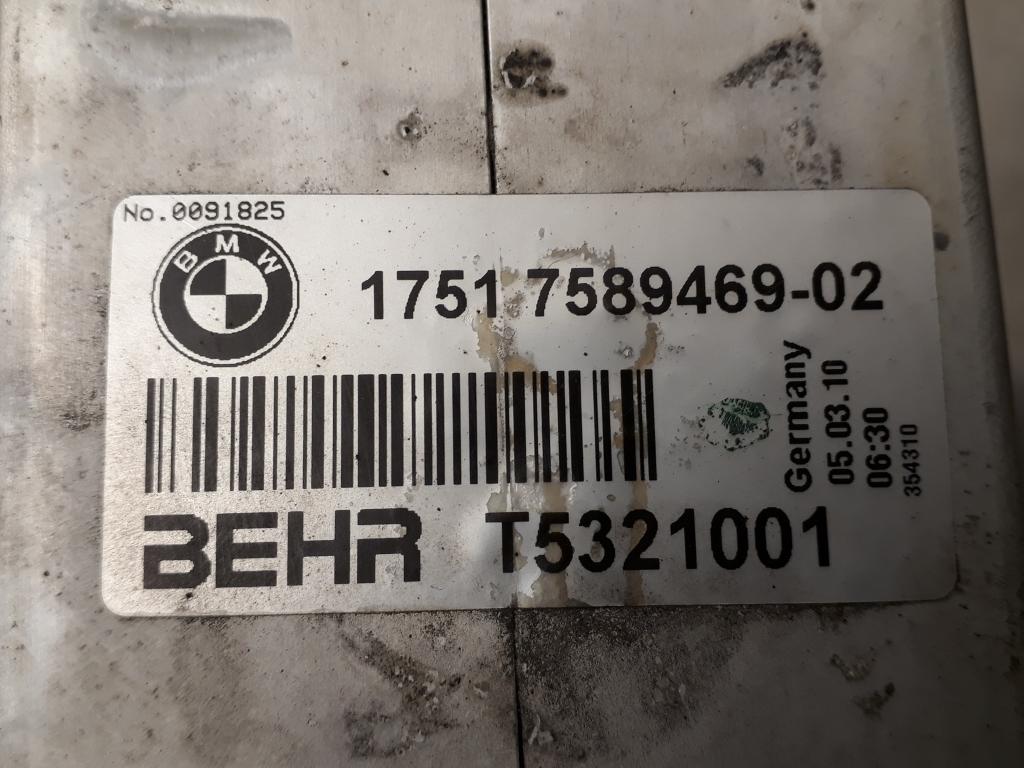 No.0091825
BMW
1751 7589469-02
Germany
05.03.10
06:30
354310
BEHR T5321001